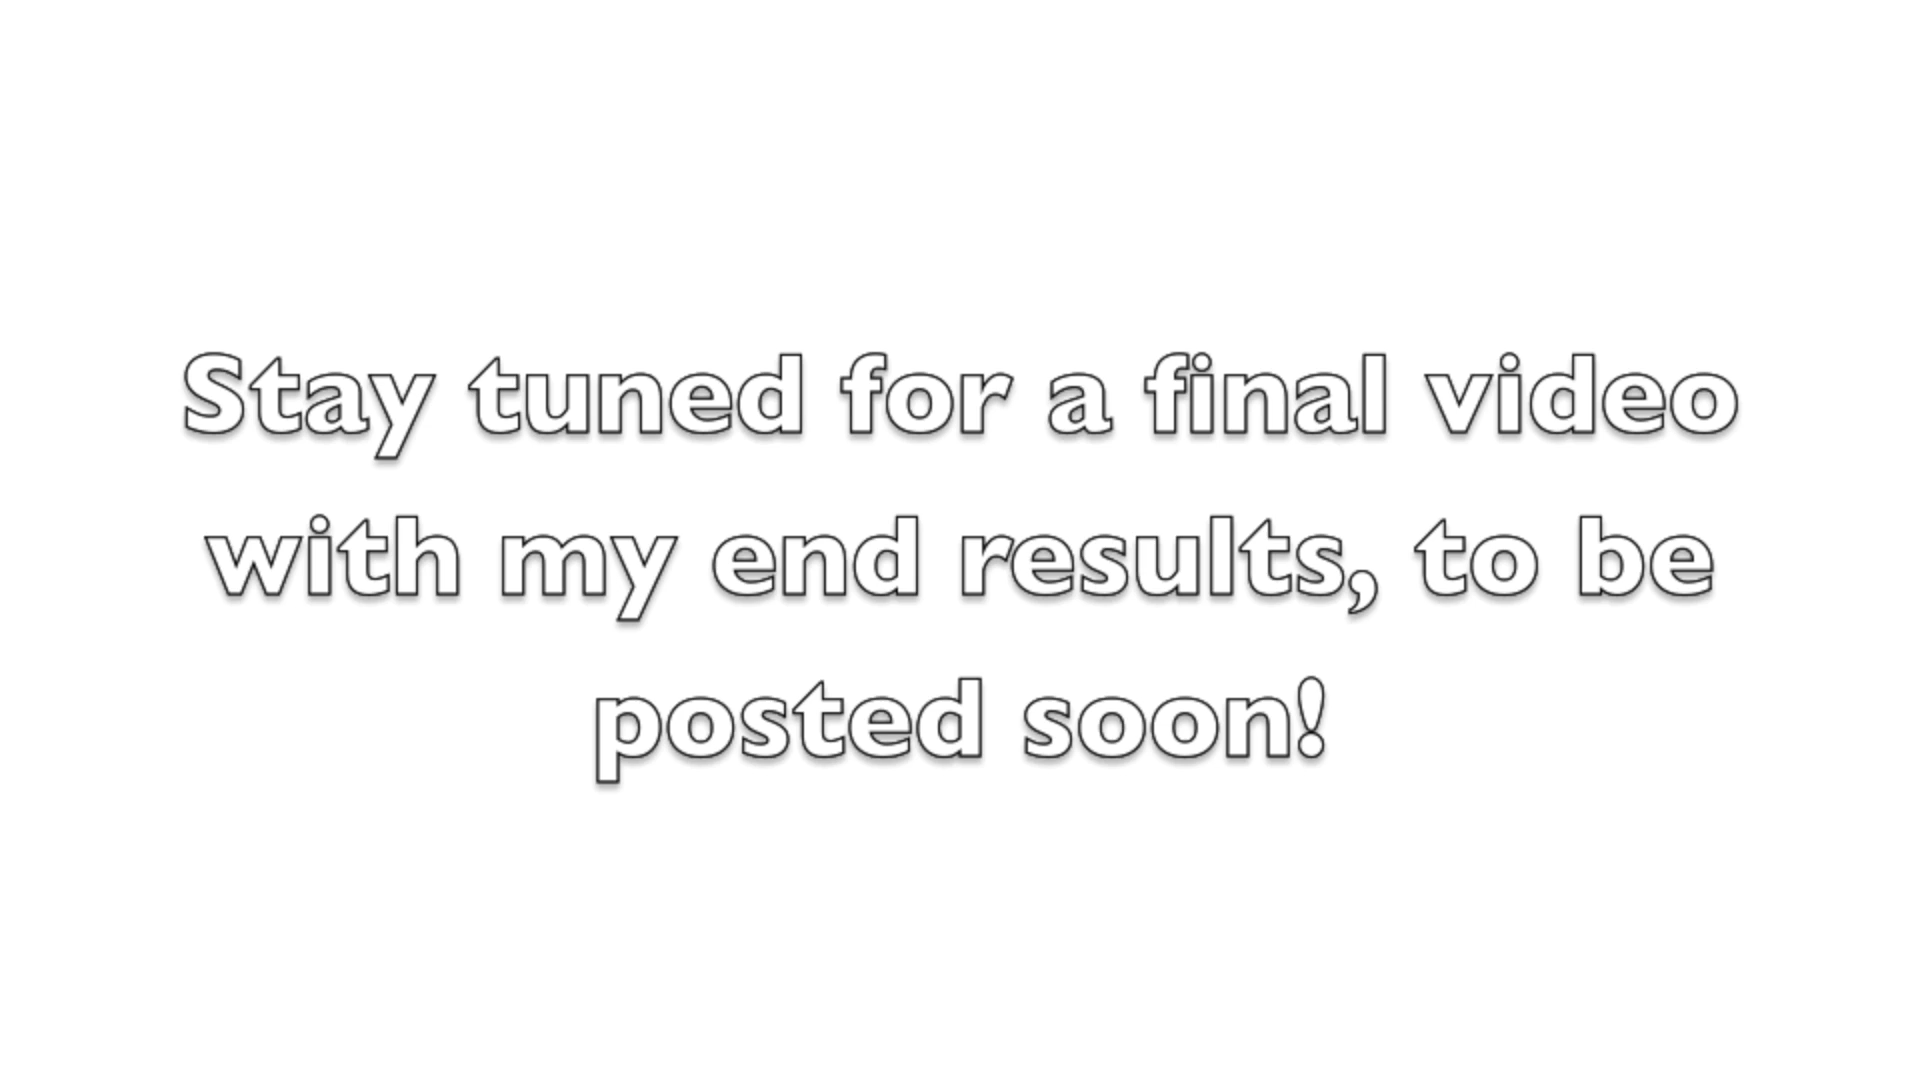 Stay tuned for a final video
with my end results, to be
posted soon!